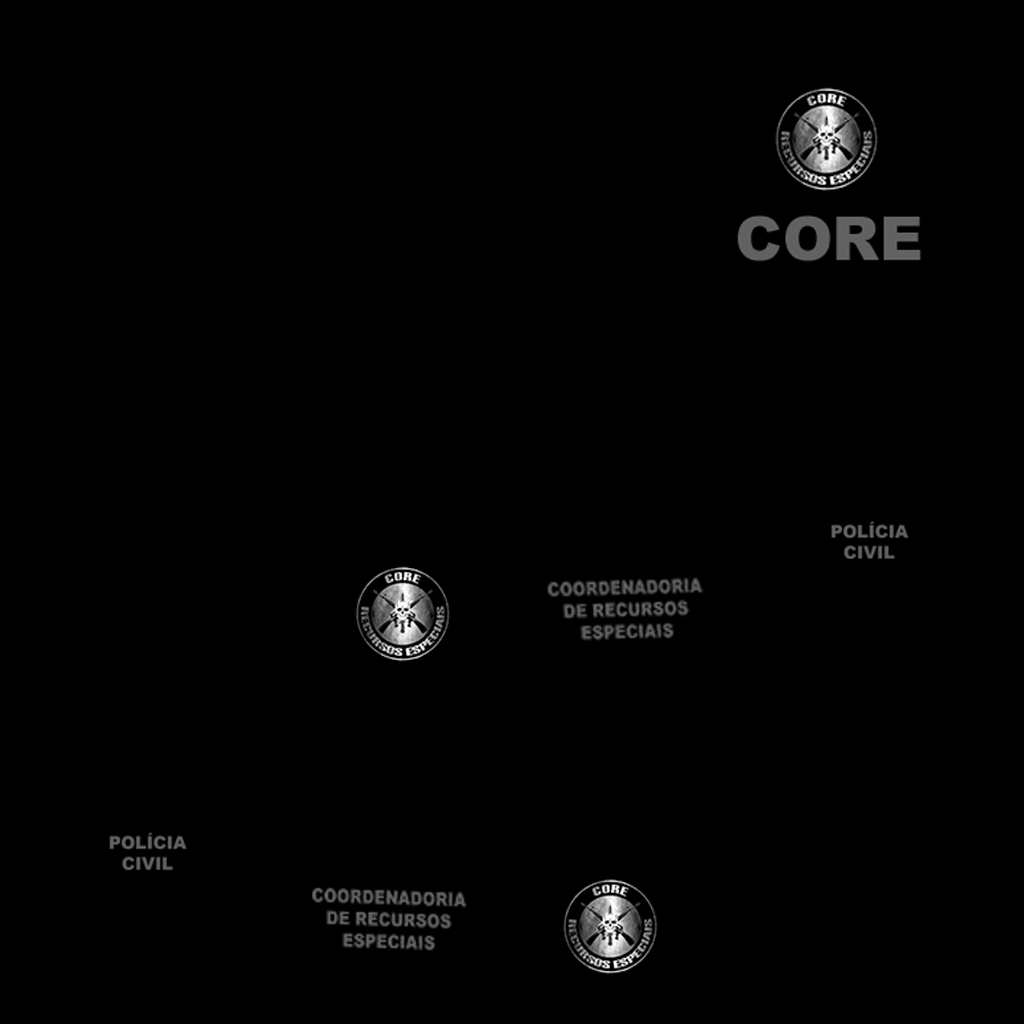 CORE
RECURSOS ESPECIAIS
CORE
POLÍCIA
CIVIL
CORE
RECURSOS ESPECIAIS
COORDENADORIA
DE RECURSOS
ESPECIAIS
POLÍCIA
CIVIL
COORDENADORIA
DE RECURSOS
ESPECIAIS
CORE
RECURSOS ESPECIAIS